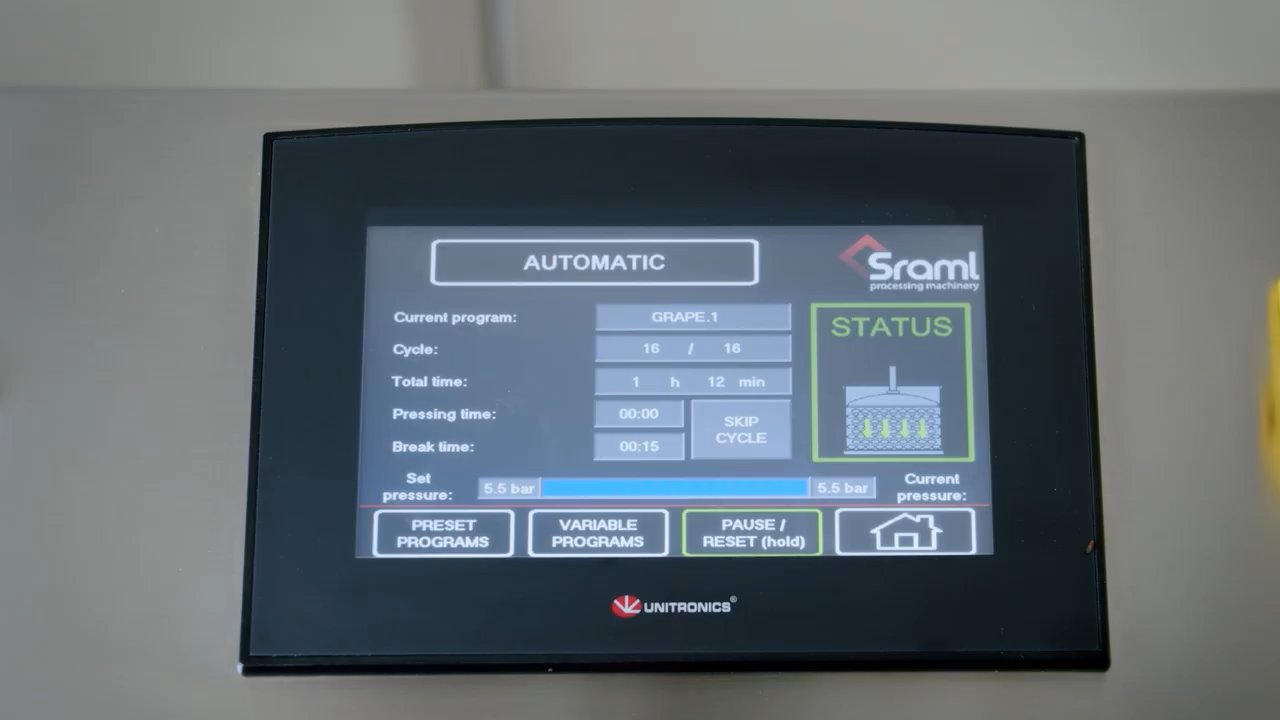 AUTOMATIC
Sraml
processing machinery
Current program: GRAPE.1
Cycle: 16 / 16
Total time: 1 h 12 min
Pressing time: 00:00
Break time: 00:15
SKIP
CYCLE
STATUS
Set
pressure:
5.5 bar
5.5 bar
Current
pressure:
PRESET
PROGRAMS
VARIABLE
PROGRAMS
PAUSE /
RESET (hold)
UNITRONICS®